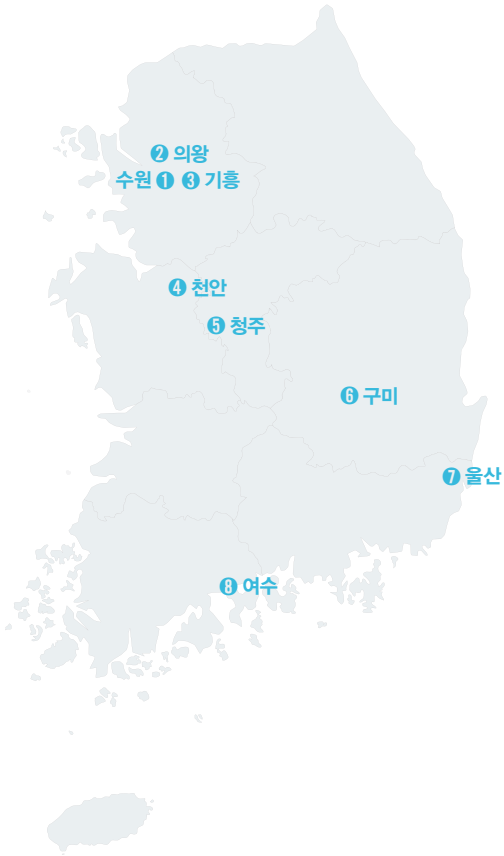 ❷ 의왕
수원 ❶ ❸ 기흥
❹ 천안
❺ 청주
❻ 구미
❼ 울산
❽ 여수